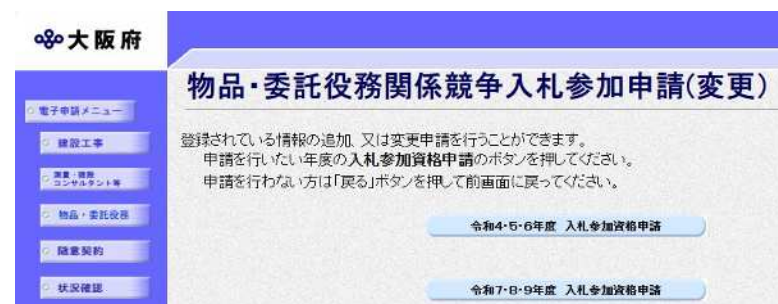 大阪府
物品・委託役務関係競争入札参加申請(変更)
電子申請メニュー
建設工事
測量・建設
コンサルタント等
物品・委託役務
随意契約
状況確認
登録されている情報の追加、又は変更申請を行うことができます。
申請を行いたい年度の入札参加資格申請のボタンを押してください。
申請を行わない方は「戻る」ボタンを押して前画面に戻ってください。
令和4・5・6年度 入札参加資格申請
令和7・8・9年度 入札参加資格申請